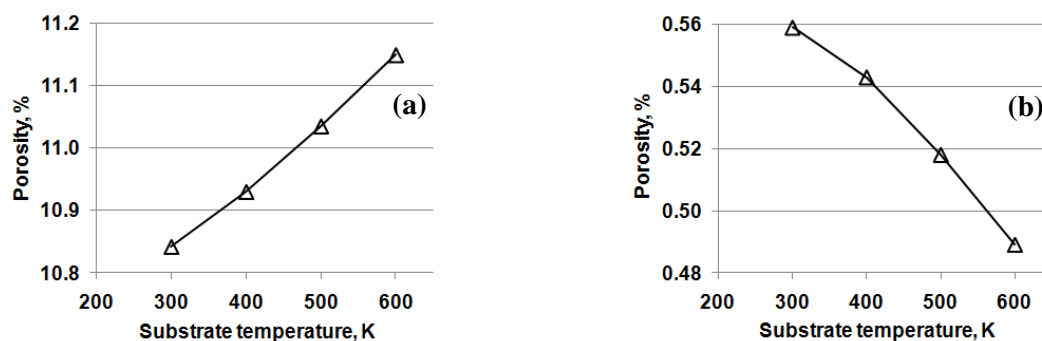 11.2
11.1
11.0
10.9
10.8
Porosity, %
(a)
200 300 400 500 600
Substrate temperature, K
0.56
0.54
0.52
0.50
0.48
Porosity, %
(b)
200 300 400 500 600
Substrate temperature, K